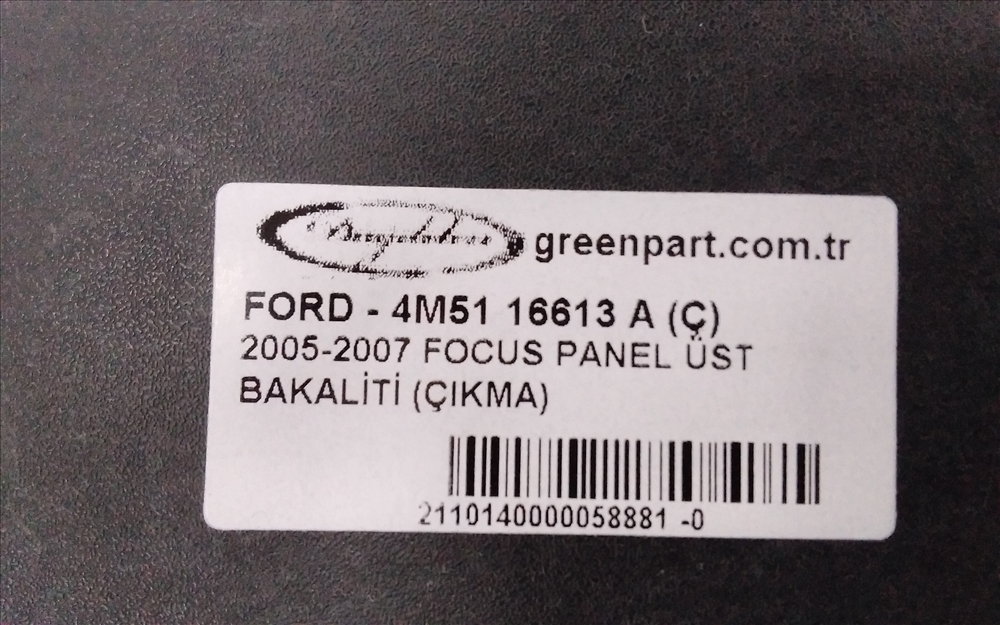 greenpart.com.tr
FORD - 4M51 16613 A (Ç)
2005-2007 FOCUS PANEL ÜST
BAKALİTİ (ÇIKMA)
2110140000058881 -0